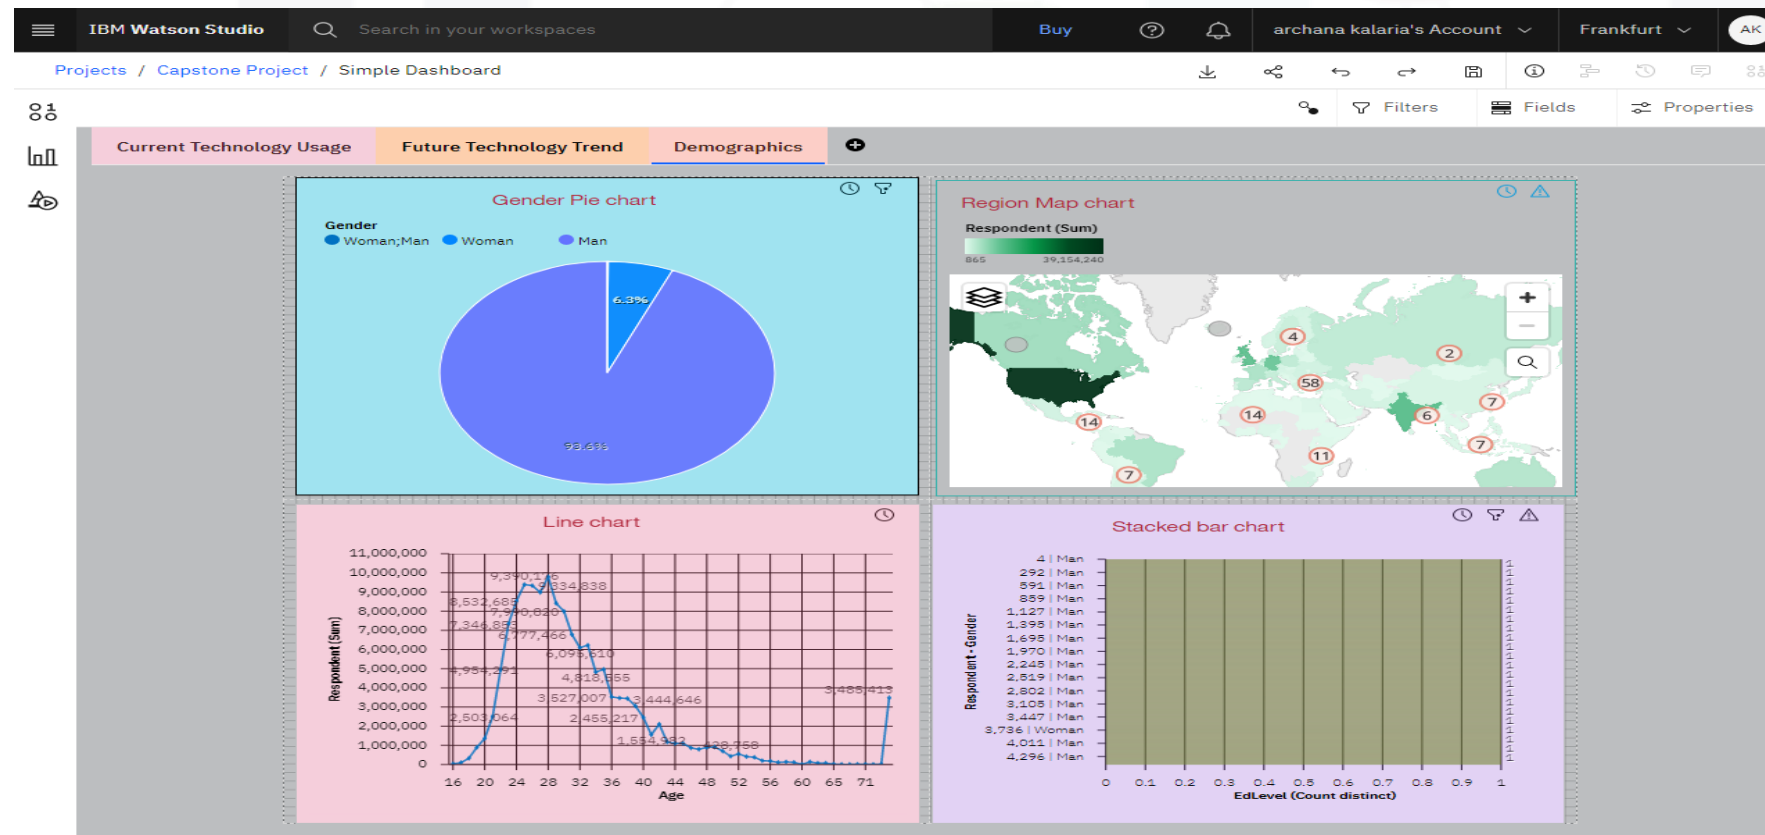 IBM Watson Studio
Search in your workspaces
Buy
archana kalaria's Account
Frankfurt
AK
Projects / Capstone Project / Simple Dashboard
Filters
Fields
Properties
Current Technology Usage
Future Technology Trend
Demographics
Gender Pie chart
Gender
Woman;Man
Woman
Man
6.3%
93.6%
Region Map chart
Respondent (Sum)
865
39,154,240
4
2
58
7
14
14
6
7
11
7
Line chart
Respondent (Sum)
11,000,000
10,000,000
9,000,000
8,000,000
7,000,000
6,000,000
5,000,000
4,000,000
3,000,000
2,000,000
1,000,000
0
9,390,176
9,334,838
8,532,685
7,990,820
7,346,853
6,777,466
6,095,610
4,954,291
4,818,555
3,527,007
3,444,646
3,485,413
2,503,064
2,455,217
1,554,982
428,758
16 20 24 28 32 36 40 44 48 52 56 60 65 71
Age
Stacked bar chart
Respondent - Gender
4 | Man
292 | Man
591 | Man
859 | Man
1,127 | Man
1,395 | Man
1,695 | Man
1,970 | Man
2,245 | Man
2,519 | Man
2,802 | Man
3,105 | Man
3,447 | Man
3,736 | Woman
4,011 | Man
4,296 | Man
0 0.1 0.2 0.3 0.4 0.5 0.6 0.7 0.8 0.9 1
EdLevel (Count distinct)